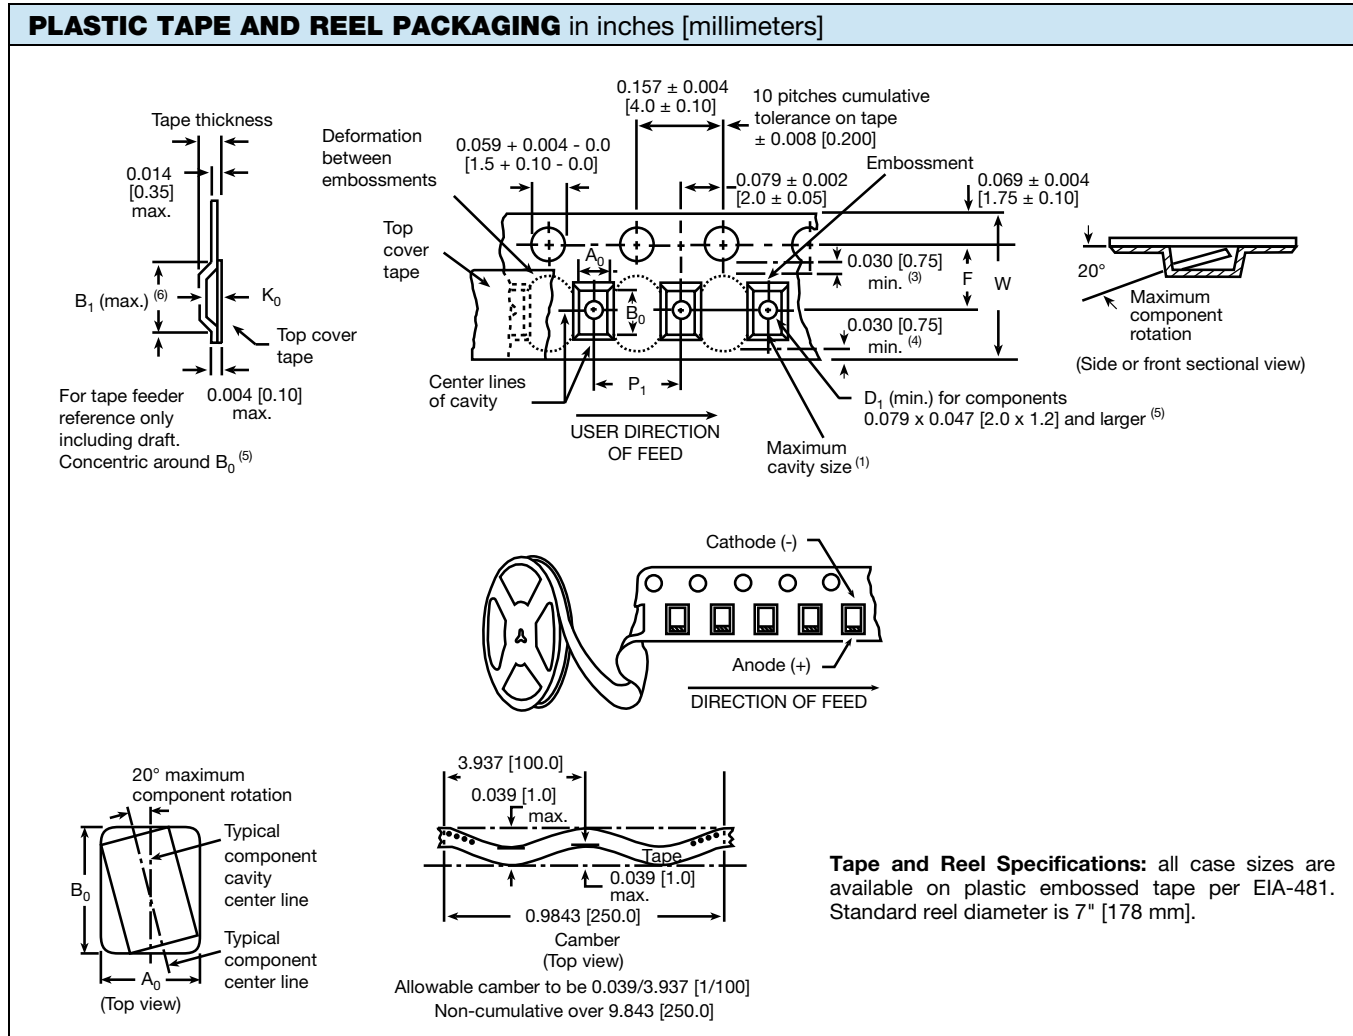 PLASTIC TAPE AND REEL PACKAGING in inches [millimeters]
Tape thickness
0.014
[0.35]
max.
B1 (max.) (6)
K0
Top cover
tape
For tape feeder
reference only
including draft.
Concentric around B0 (5)
0.004 [0.10]
max.
Deformation
between
embossments
Top
cover
tape
0.059 + 0.004 - 0.0
[1.5 + 0.10 - 0.0]
0.157 ± 0.004
[4.0 ± 0.10]
10 pitches cumulative
tolerance on tape
± 0.008 [0.200]
Embossment
0.079 ± 0.002
[2.0 ± 0.05]
0.069 ± 0.004
[1.75 ± 0.10]
A0
B0
0.030 [0.75]
min. (3)
F
W
0.030 [0.75]
min. (4)
Center lines
of cavity
P1
USER DIRECTION
OF FEED
D1 (min.) for components
0.079 x 0.047 [2.0 x 1.2] and larger (5)
Maximum
cavity size (1)
20°
Maximum
component
rotation
(Side or front sectional view)
Cathode (-)
Anode (+)
DIRECTION OF FEED
20° maximum
component rotation
Typical
component
cavity
center line
B0
Typical
component
center line
A0
(Top view)
3.937 [100.0]
0.039 [1.0]
max.
Tape
0.039 [1.0]
max.
0.9843 [250.0]
Camber
(Top view)
Allowable camber to be 0.039/3.937 [1/100]
Non-cumulative over 9.843 [250.0]
Tape and Reel Specifications: all case sizes are
available on plastic embossed tape per EIA-481.
Standard reel diameter is 7" [178 mm].